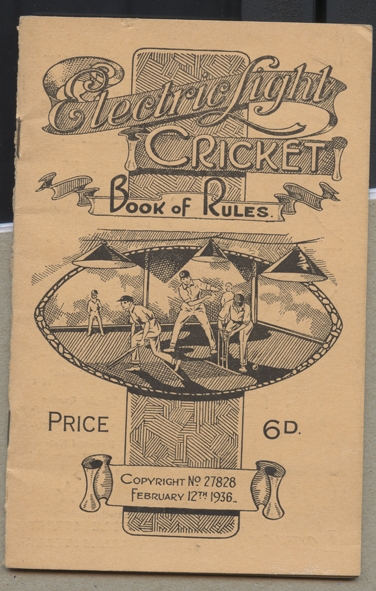 Electric Light
CRICKET
BOOK OF RULES.
PRICE 6D.
COPYRIGHT No 27828
FEBRUARY 12TH 1936.